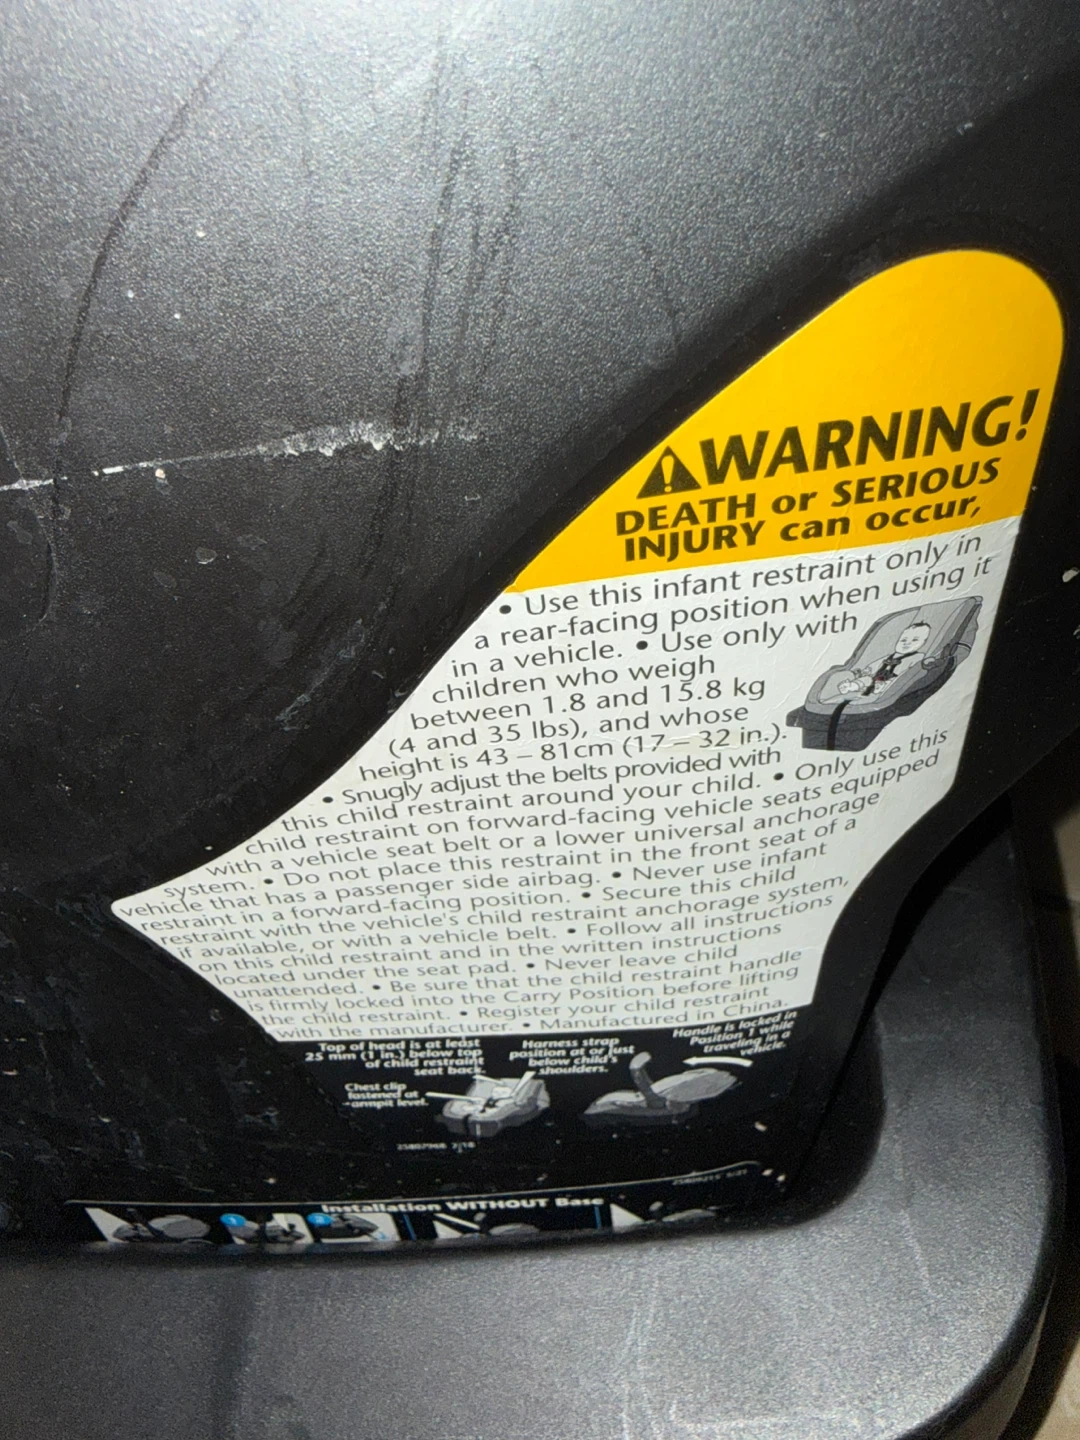 WARNING!
DEATH or SERIOUS
INJURY can occur,
• Use this infant restraint only in
a rear-facing position when using it
in a vehicle. • Use only with
children who weigh
between 1.8 and 15.8 kg
(4 and 35 lbs), and whose
height is 43 – 81cm (17 – 32 in.).
• Snugly adjust the belts provided with
this child restraint around your child. • Only use this
child restraint on forward-facing vehicle seats equipped
with a vehicle seat belt or a lower universal anchorage
system. • Do not place this restraint in the front seat of a
vehicle that has a passenger side airbag. • Never use infant
restraint in a forward-facing position. • Secure this child
restraint with the vehicle's child restraint anchorage system,
if available, or with a vehicle belt. • Follow all instructions
on this child restraint and in the written instructions
located under the seat pad. • Never leave child
unattended. • Be sure that the child restraint handle
is firmly locked into the Carry Position before lifting
the child restraint. • Register your child restraint
with the manufacturer. • Manufactured in China.
Top of head is at least
25 mm (1 in.) below top
of child restraint
seat back.
Harness strap
position at or just
below child's
shoulders.
Handle is locked in
Position 1 while
traveling in a
vehicle.
Chest clip
fastened at
armpit level.
Installation WITHOUT Base
1
2